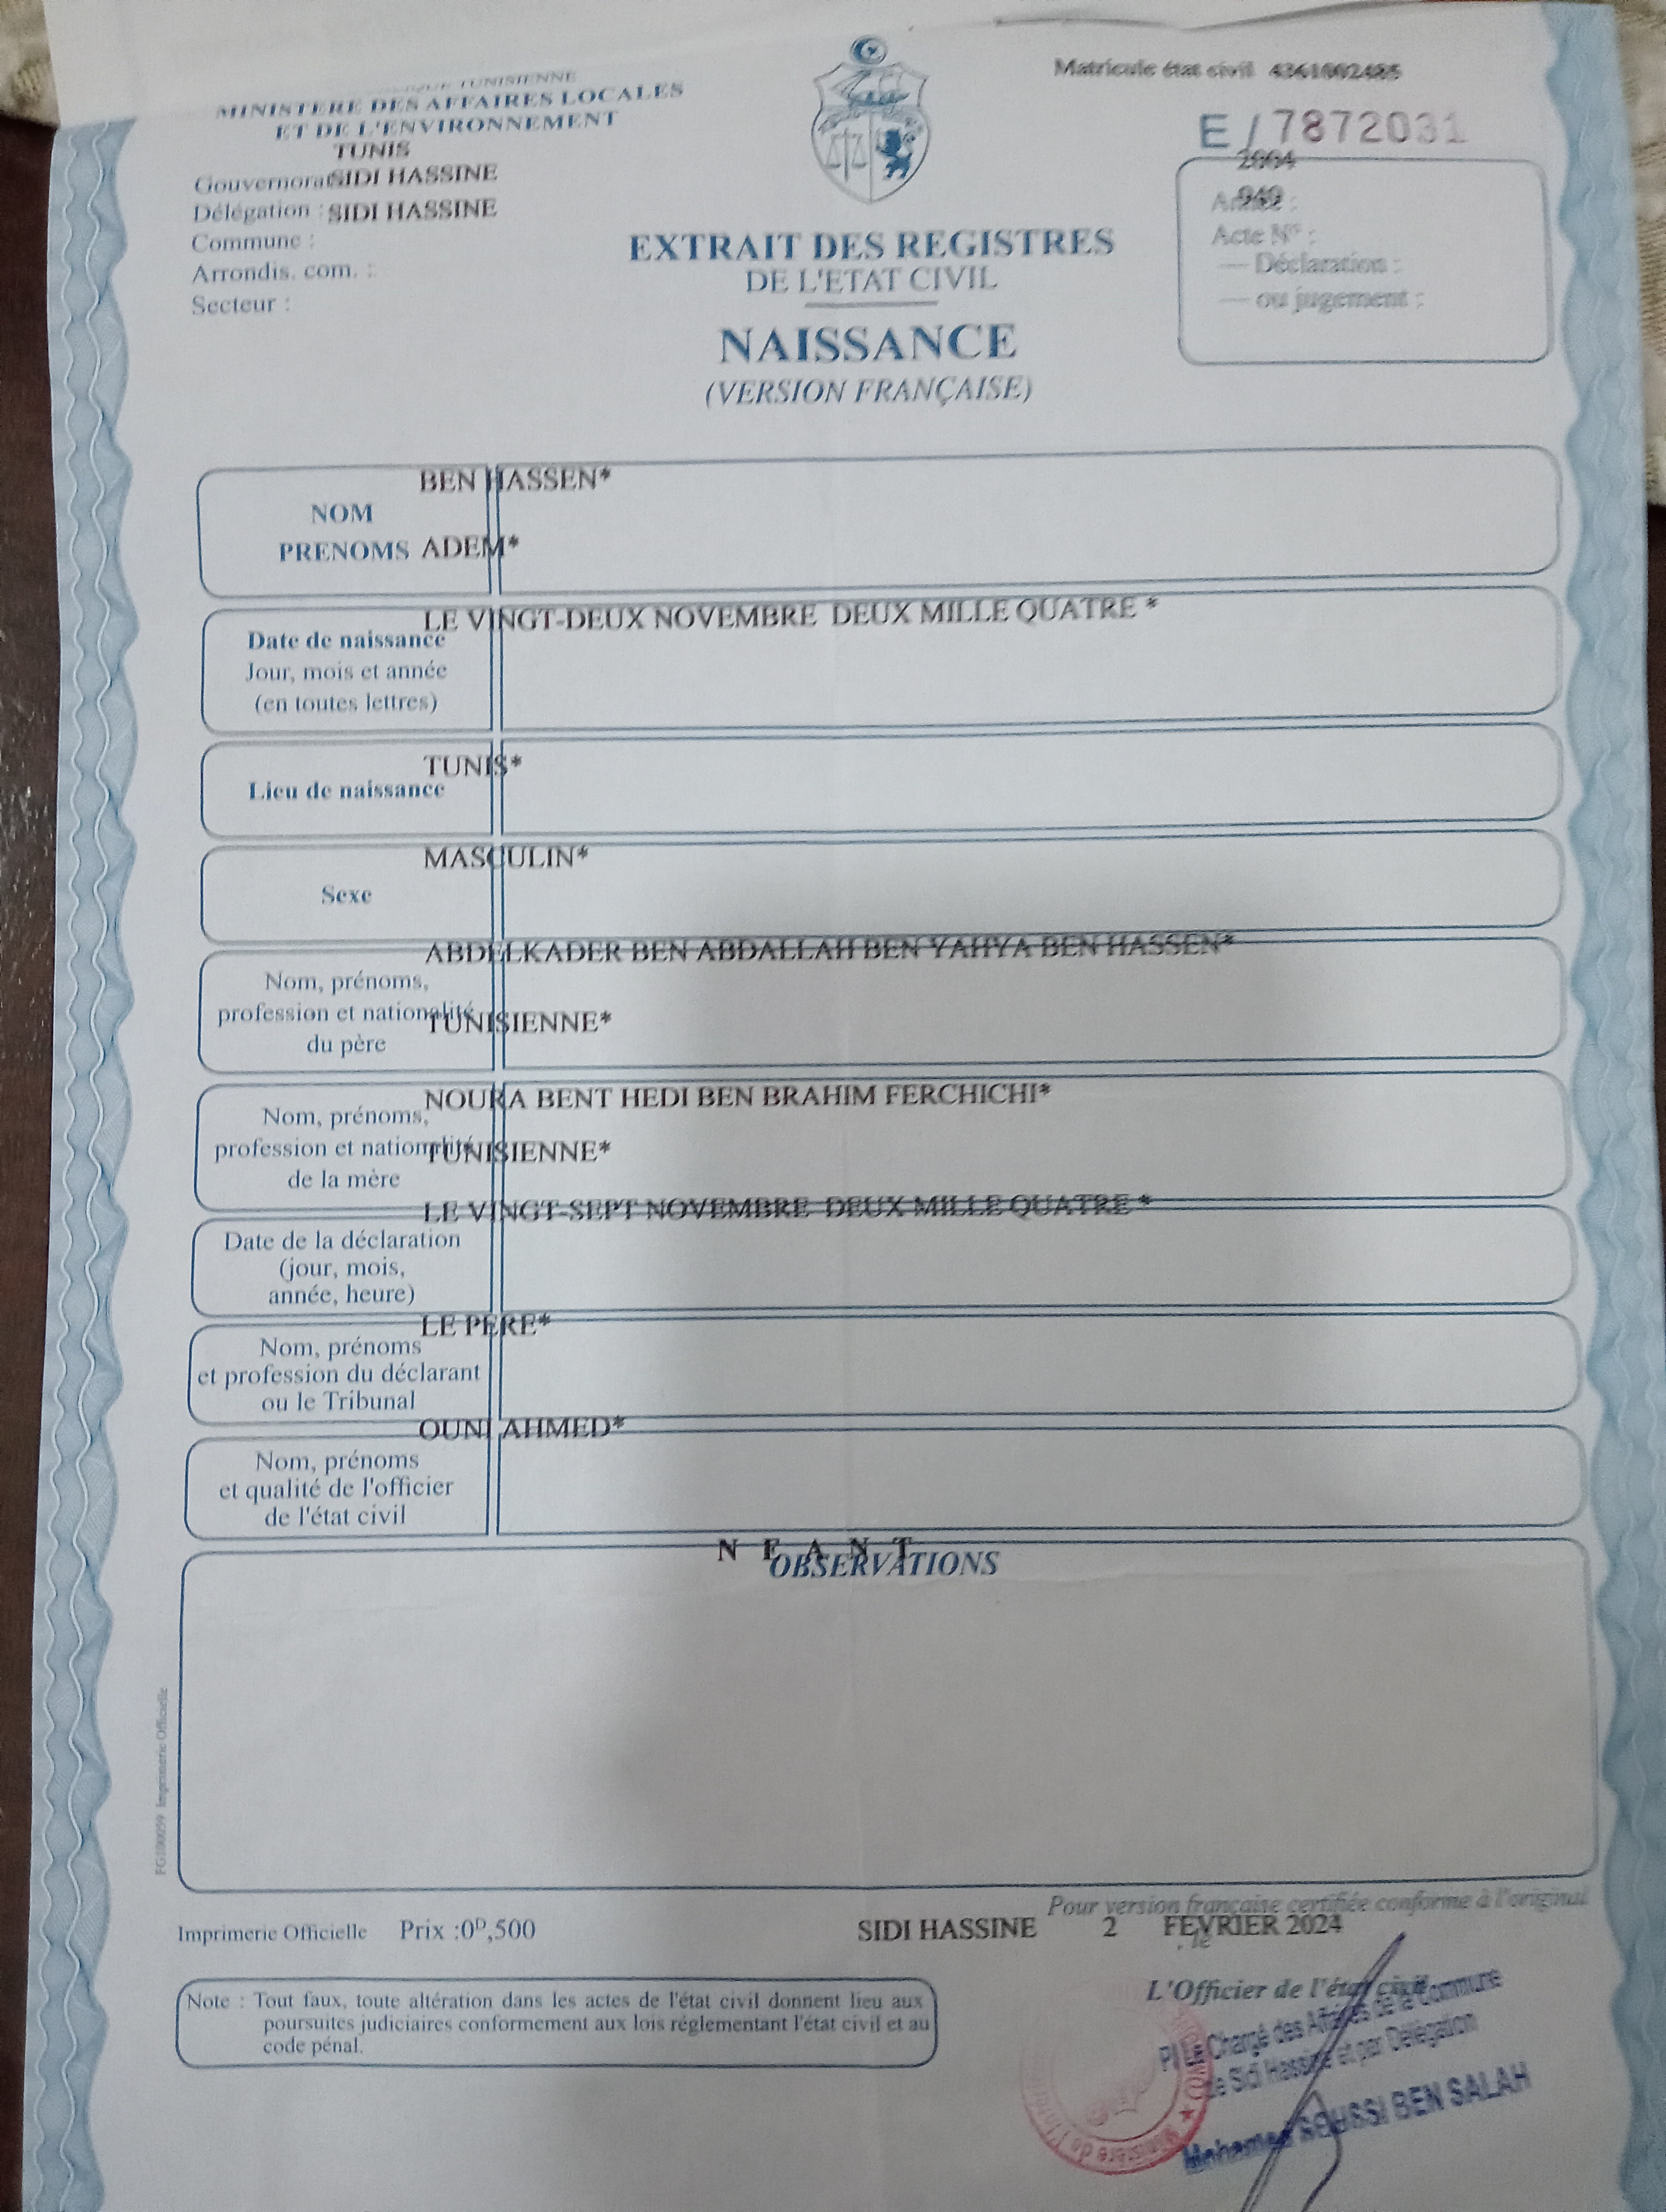 TUNISIENNE
MINISTERE DES AFFAIRES LOCALES
ET DE L'ENVIRONNEMENT
TUNIS
Gouvernorat SIDI HASSINE
Délégation : SIDI HASSINE
Commune :
Arrondis. com. :
Secteur :
Matricule état civil 4361002485
E / 7872031
2004
949
Année :
Acte N° :
— Déclaration :
— ou jugement :
EXTRAIT DES REGISTRES
DE L'ETAT CIVIL
NAISSANCE
(VERSION FRANÇAISE)
BEN HASSEN*
NOM
PRENOMS ADEM*
LE VINGT-DEUX NOVEMBRE DEUX MILLE QUATRE *
Date de naissance
Jour, mois et année
(en toutes lettres)
TUNIS*
Lieu de naissance
MASCULIN*
Sexe
ABDELKADER BEN ABDALLAH BEN YAHYA BEN HASSEN*
Nom, prénoms,
profession et nationalité
TUNISIENNE*
du père
NOURA BENT HEDI BEN BRAHIM FERCHICHI*
Nom, prénoms,
profession et nationalité
TUNISIENNE*
de la mère
LE VINGT-SEPT NOVEMBRE DEUX MILLE QUATRE *
Date de la déclaration
(jour, mois,
année, heure)
LE PERE*
Nom, prénoms
et profession du déclarant
ou le Tribunal
OUNI AHMED*
Nom, prénoms
et qualité de l'officier
de l'état civil
N E A N T
OBSERVATIONS
FG100059 Imprimerie Officielle
Pour version française certifiée conforme à l'original
Imprimerie Officielle Prix :0ᴰ,500
SIDI HASSINE 2 FEVRIER 2024
, le
L'Officier de l'état civil
P/ Le Chargé des Affaires de la Commune
de Sidi Hassine et par Délégation
Mohamed SOUSSI BEN SALAH
Note : Tout faux, toute altération dans les actes de l'état civil donnent lieu aux
poursuites judiciaires conformement aux lois réglementant l'état civil et au
code pénal.
Ministère de l'Intérieur